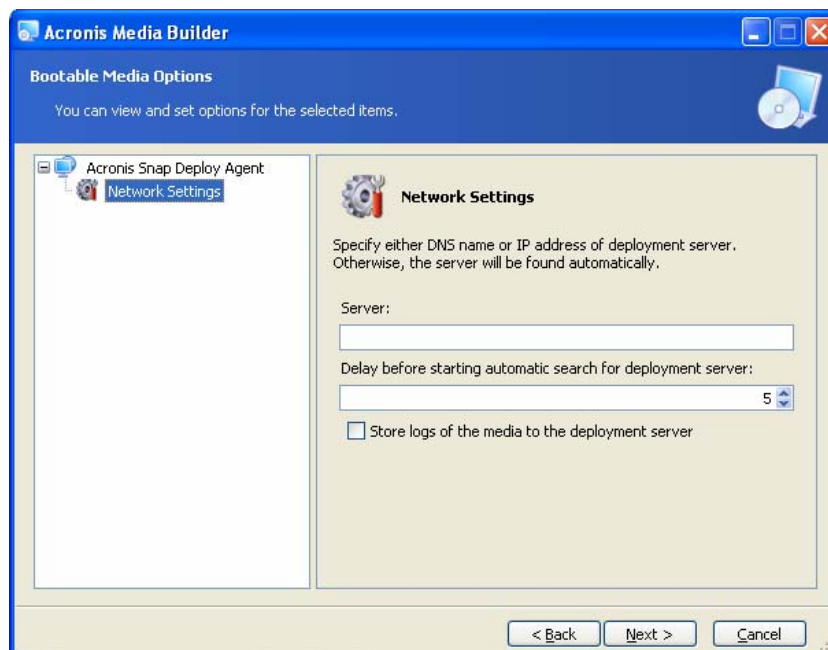 Acronis Media Builder
Bootable Media Options
You can view and set options for the selected items.
Acronis Snap Deploy Agent
Network Settings
Network Settings
Specify either DNS name or IP address of deployment server.
Otherwise, the server will be found automatically.
Server:
Delay before starting automatic search for deployment server:
5
Store logs of the media to the deployment server
< Back
Next >
Cancel